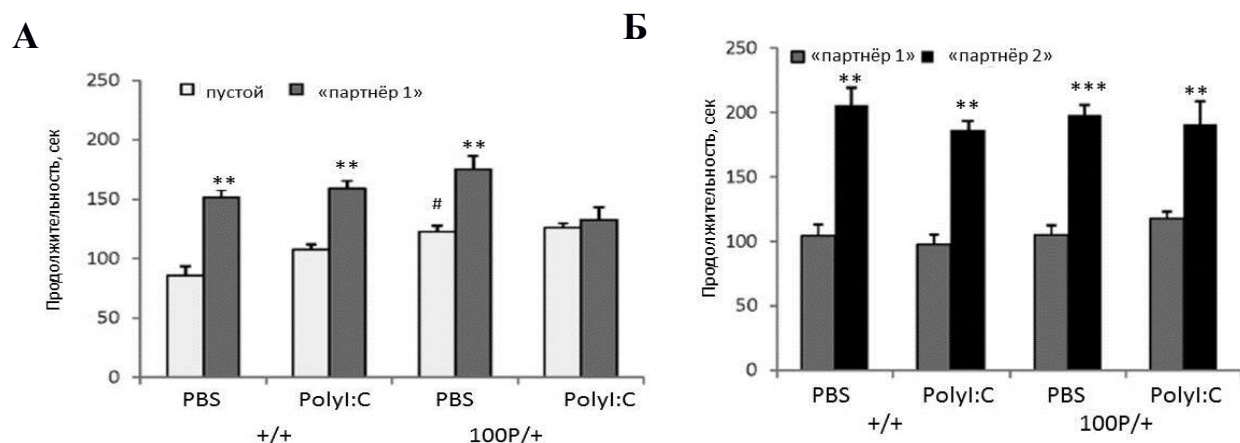 А
250
200
150
100
50
0
Продолжительность, сек
пустой «партнёр 1»
** ** # **
PBS PolyI:C PBS PolyI:C
+/+ 100P/+
Б
250
200
150
100
50
0
Продолжительность, сек
«партнёр 1» «партнёр 2»
** ** *** **
PBS PolyI:C PBS PolyI:C
+/+ 100P/+